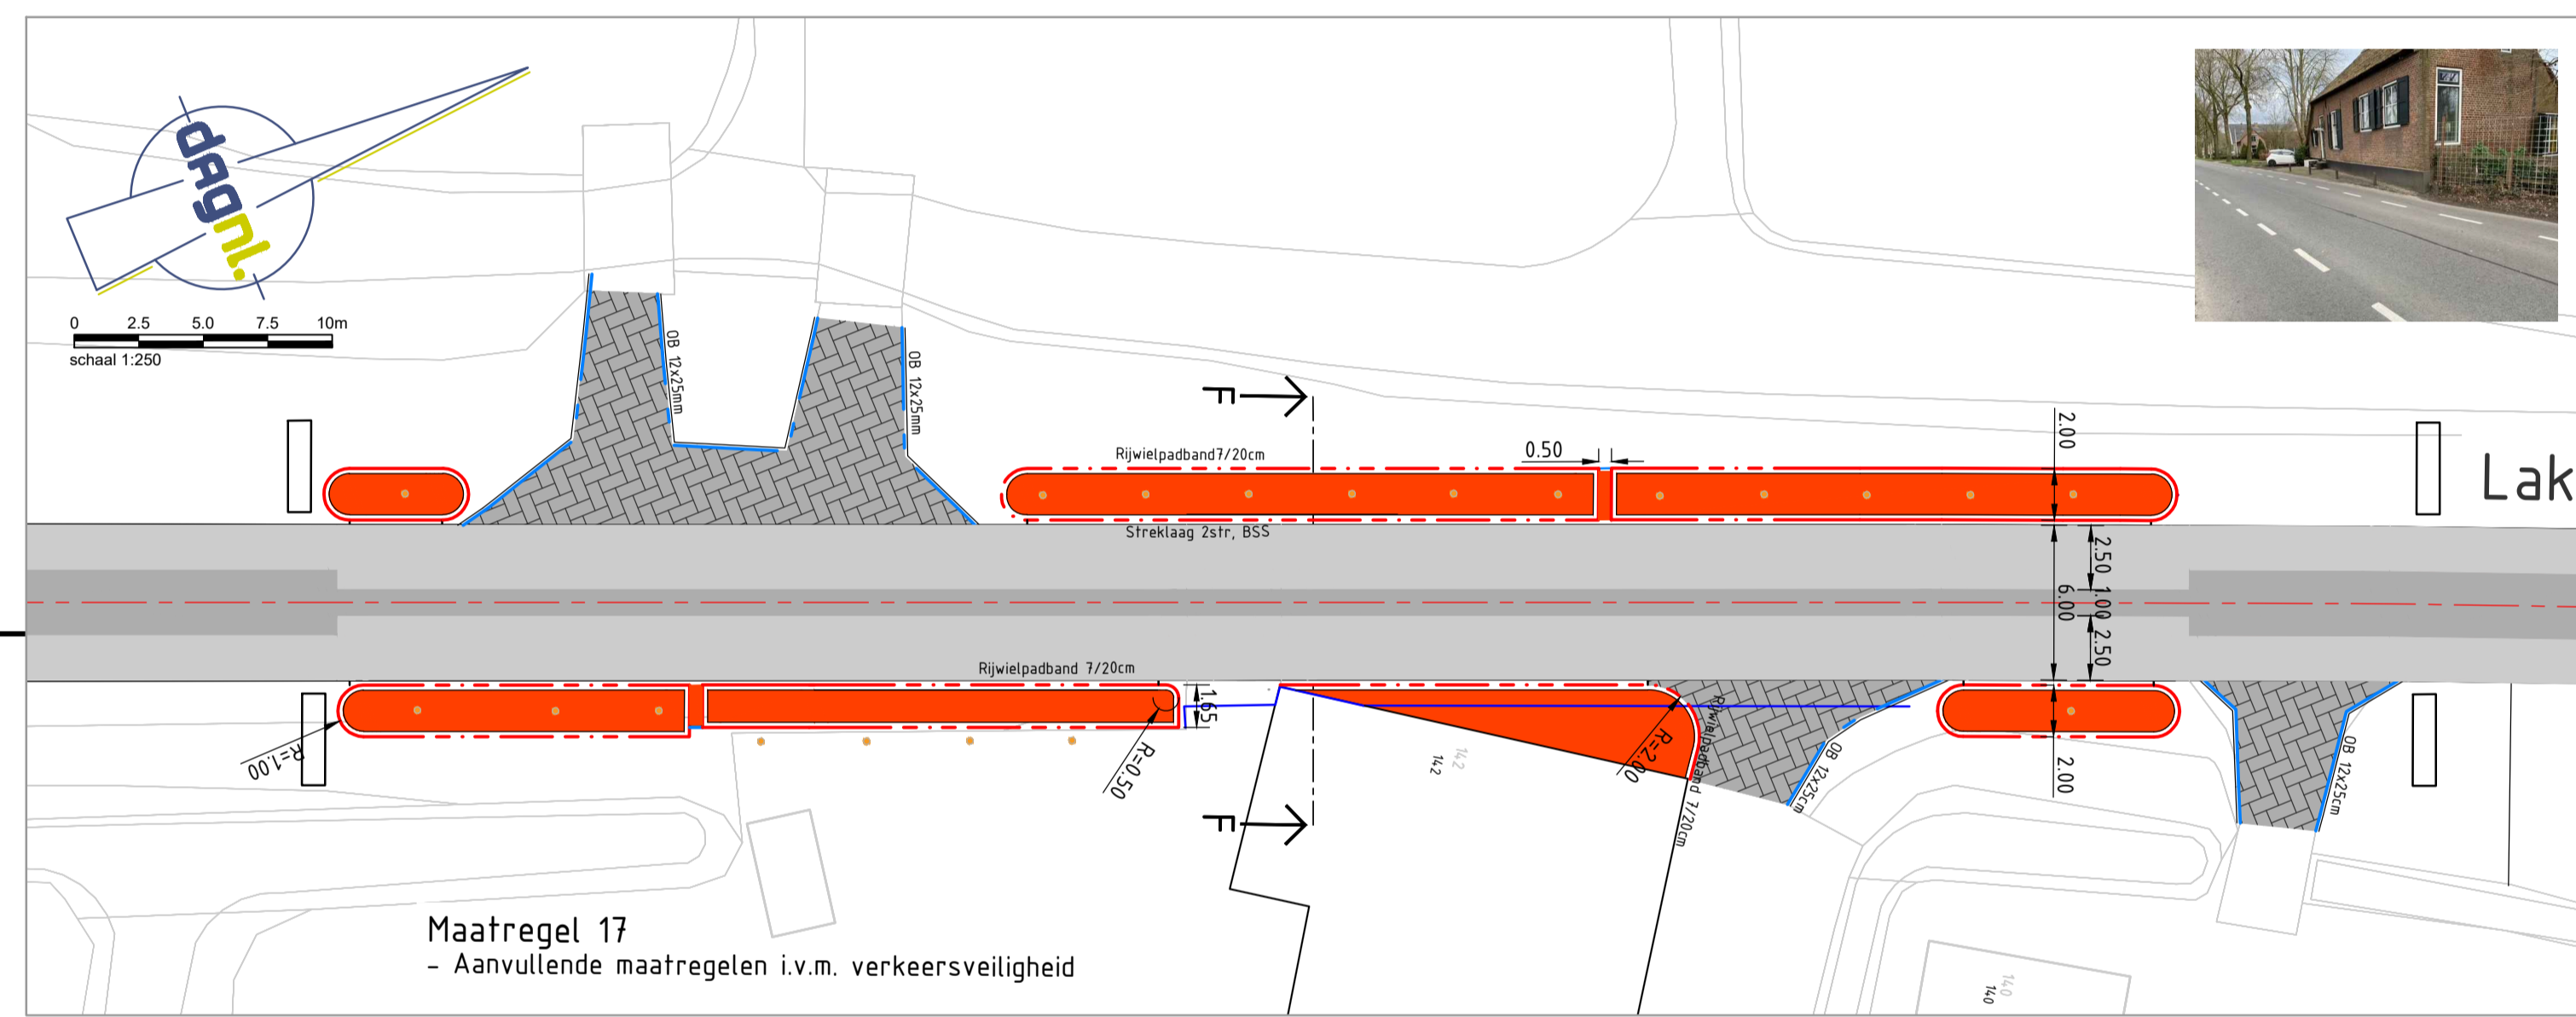 dagnl.
0 2.5 5.0 7.5 10m
schaal 1:250
OB 12x25mm
OB 12x25mm
F
Rijwielpadband7/20cm
0.50
2.00
Lak
Streklaag 2str, BSS
2.50
1.00
6.00
2.50
Rijwielpadband 7/20cm
1.65
R=1.00
R=0.50
F
142
142
R=2.00
Rijwielpadband 7/20cm
OB 12x25cm
2.00
OB 12x25cm
Maatregel 17
- Aanvullende maatregelen i.v.m. verkeersveiligheid
140
140